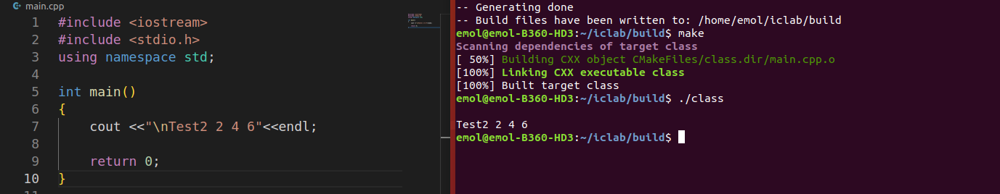 main.cpp
1 #include <iostream>
2 #include <stdio.h>
3 using namespace std;
4
5 int main()
6 {
7 cout <<"\nTest2 2 4 6"<<endl;
8
9 return 0;
10 }
-- Generating done
-- Build files have been written to: /home/emol/iclab/build
emol@emol-B360-HD3:~/iclab/build$ make
Scanning dependencies of target class
[ 50%] Building CXX object CMakeFiles/class.dir/main.cpp.o
[100%] Linking CXX executable class
[100%] Built target class
emol@emol-B360-HD3:~/iclab/build$ ./class
Test2 2 4 6
emol@emol-B360-HD3:~/iclab/build$